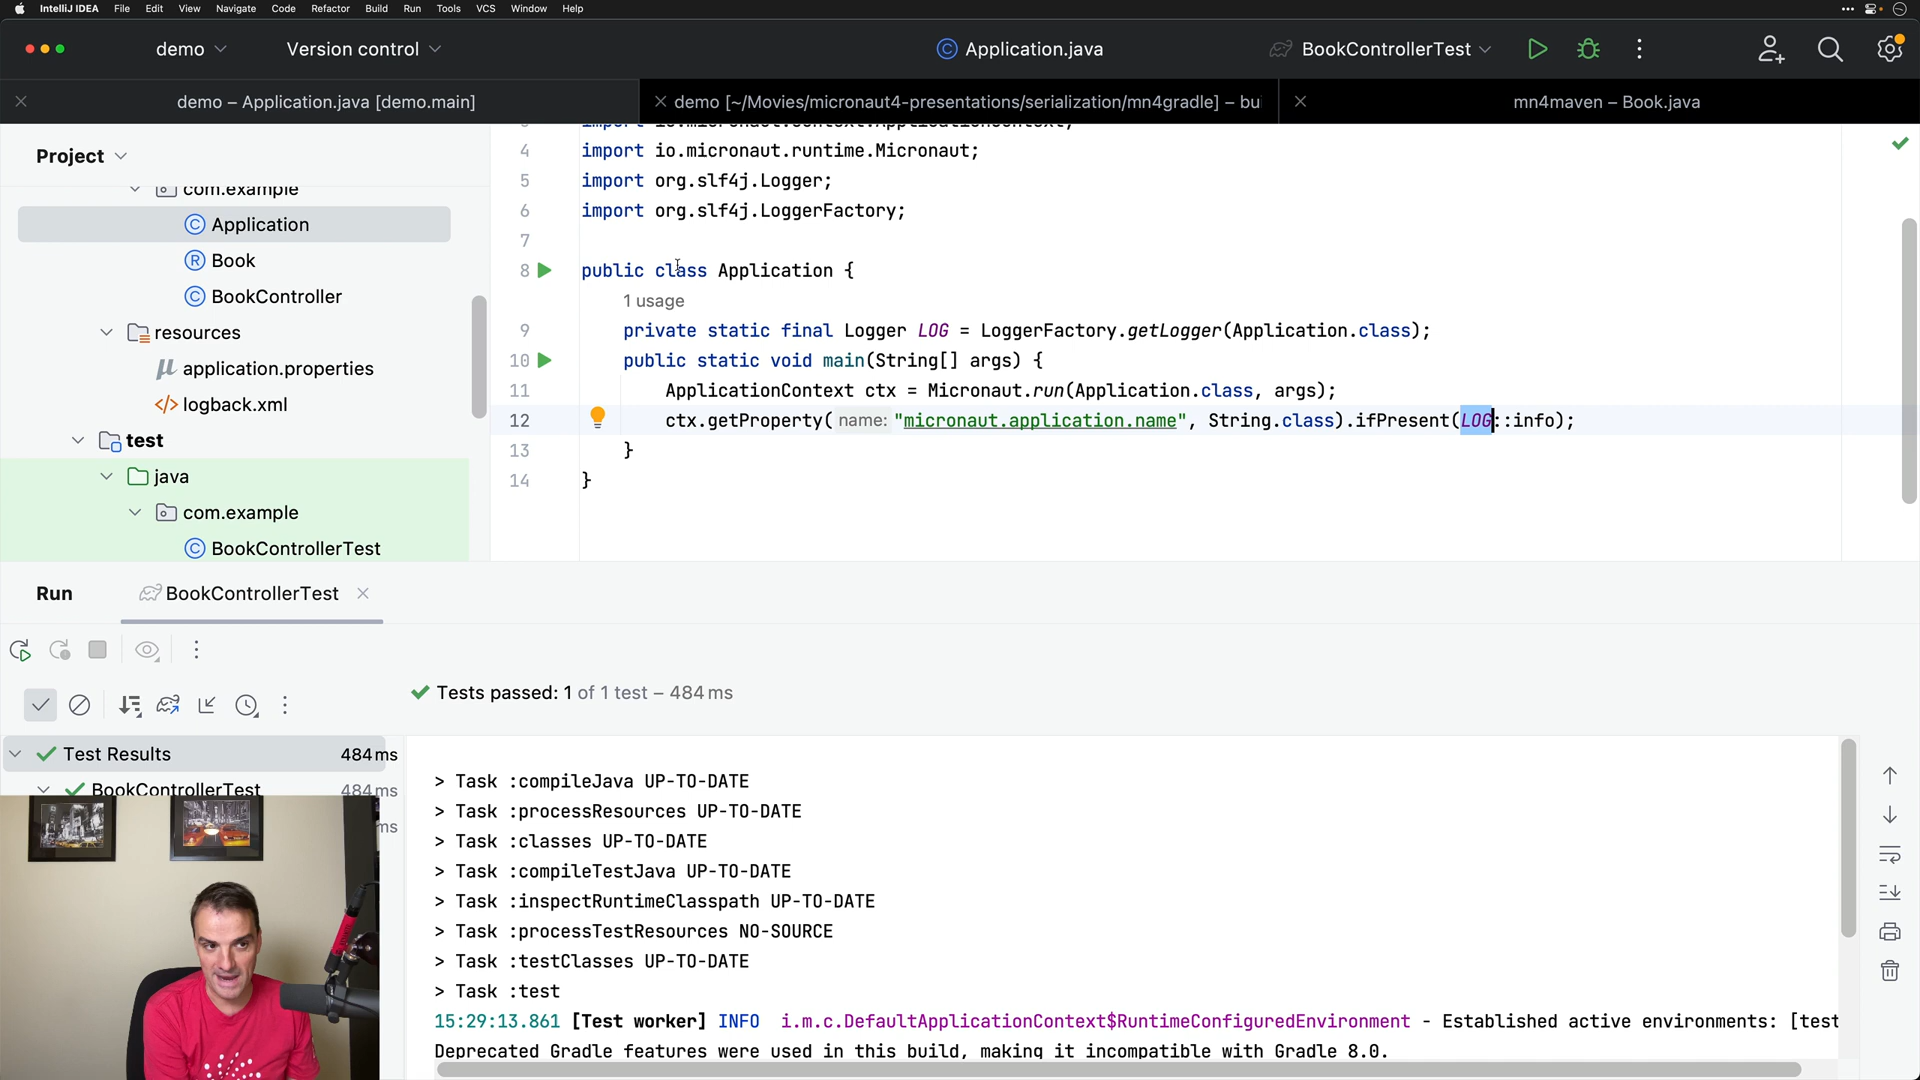 IntelliJ IDEA File Edit View Navigate Code Refactor Build Run Tools VCS Window Help
demo Version control Application.java BookControllerTest
demo – Application.java [demo.main]
demo [~/Movies/micronaut4-presentations/serialization/mn4gradle] – bu
mn4maven – Book.java
Project
com.example
Application
Book
BookController
resources
application.properties
logback.xml
test
java
com.example
BookControllerTest
import io.micronaut.context.ApplicationContext;
4 import io.micronaut.runtime.Micronaut;
5 import org.slf4j.Logger;
6 import org.slf4j.LoggerFactory;
7
8 public class Application {
1 usage
9 private static final Logger LOG = LoggerFactory.getLogger(Application.class);
10 public static void main(String[] args) {
11 ApplicationContext ctx = Micronaut.run(Application.class, args);
12 ctx.getProperty( name: "micronaut.application.name", String.class).ifPresent(LOG::info);
13 }
14 }
Run BookControllerTest
Tests passed: 1 of 1 test – 484 ms
Test Results 484 ms
BookControllerTest 484 ms
ms
> Task :compileJava UP-TO-DATE
> Task :processResources UP-TO-DATE
> Task :classes UP-TO-DATE
> Task :compileTestJava UP-TO-DATE
> Task :inspectRuntimeClasspath UP-TO-DATE
> Task :processTestResources NO-SOURCE
> Task :testClasses UP-TO-DATE
> Task :test
15:29:13.861 [Test worker] INFO i.m.c.DefaultApplicationContext$RuntimeConfiguredEnvironment - Established active environments: [test
Deprecated Gradle features were used in this build, making it incompatible with Gradle 8.0.